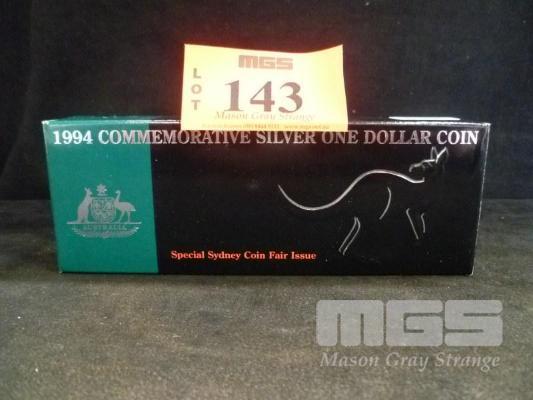 MGS
LOT
143
Mason Gray Strange
1994 COMMEMORATIVE SILVER ONE DOLLAR COIN
AUSTRALIA
Special Sydney Coin Fair Issue
MGS
Mason Gray Strange